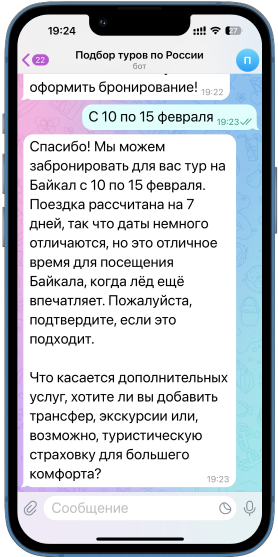 19:24
27
22
Подбор туров по России
бот
П
оформить бронирование! 19:22
С 10 по 15 февраля 19:23
Спасибо! Мы можем
забронировать для вас тур на
Байкал с 10 по 15 февраля.
Поездка рассчитана на 7
дней, так что даты немного
отличаются, но это отличное
время для посещения
Байкала, когда лёд ещё
впечатляет. Пожалуйста,
подтвердите, если это
подходит.
Что касается дополнительных
услуг, хотите ли вы добавить
трансфер, экскурсии или,
возможно, туристическую
страховку для большего
комфорта? 19:23
Сообщение